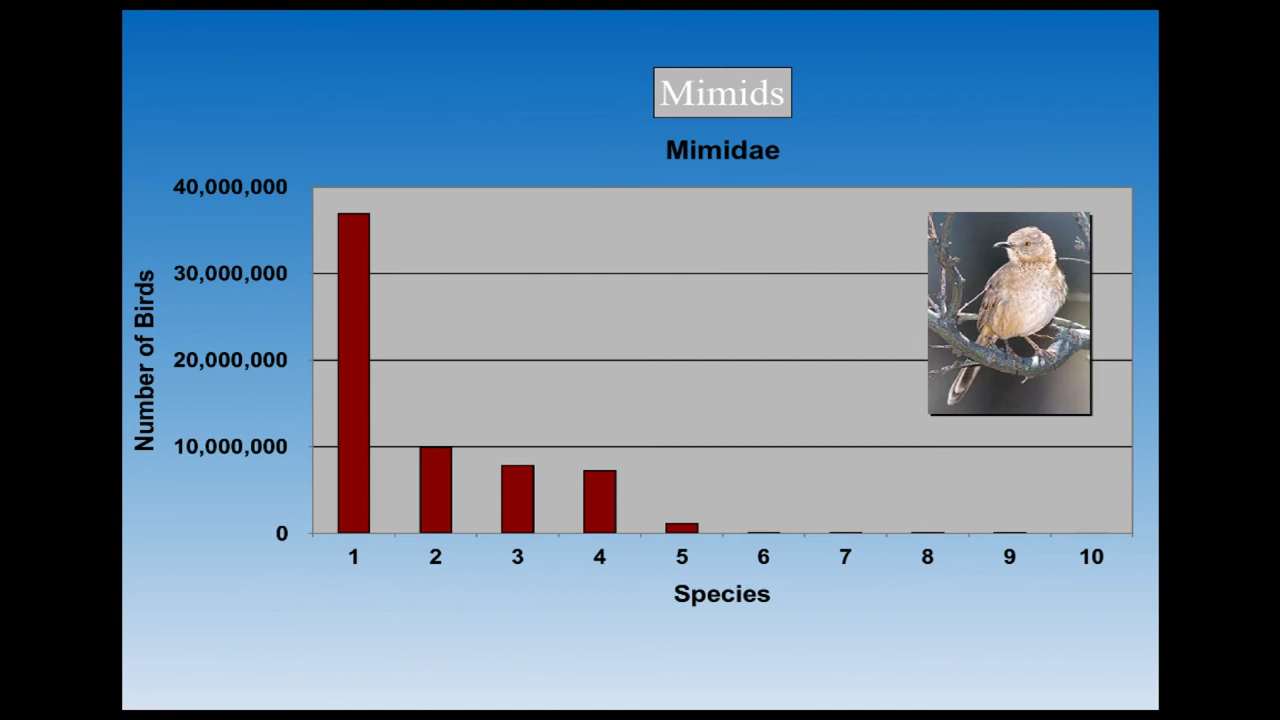 Mimids
Mimidae
40,000,000
30,000,000
20,000,000
10,000,000
0
Number of Birds
1 2 3 4 5 6 7 8 9 10
Species